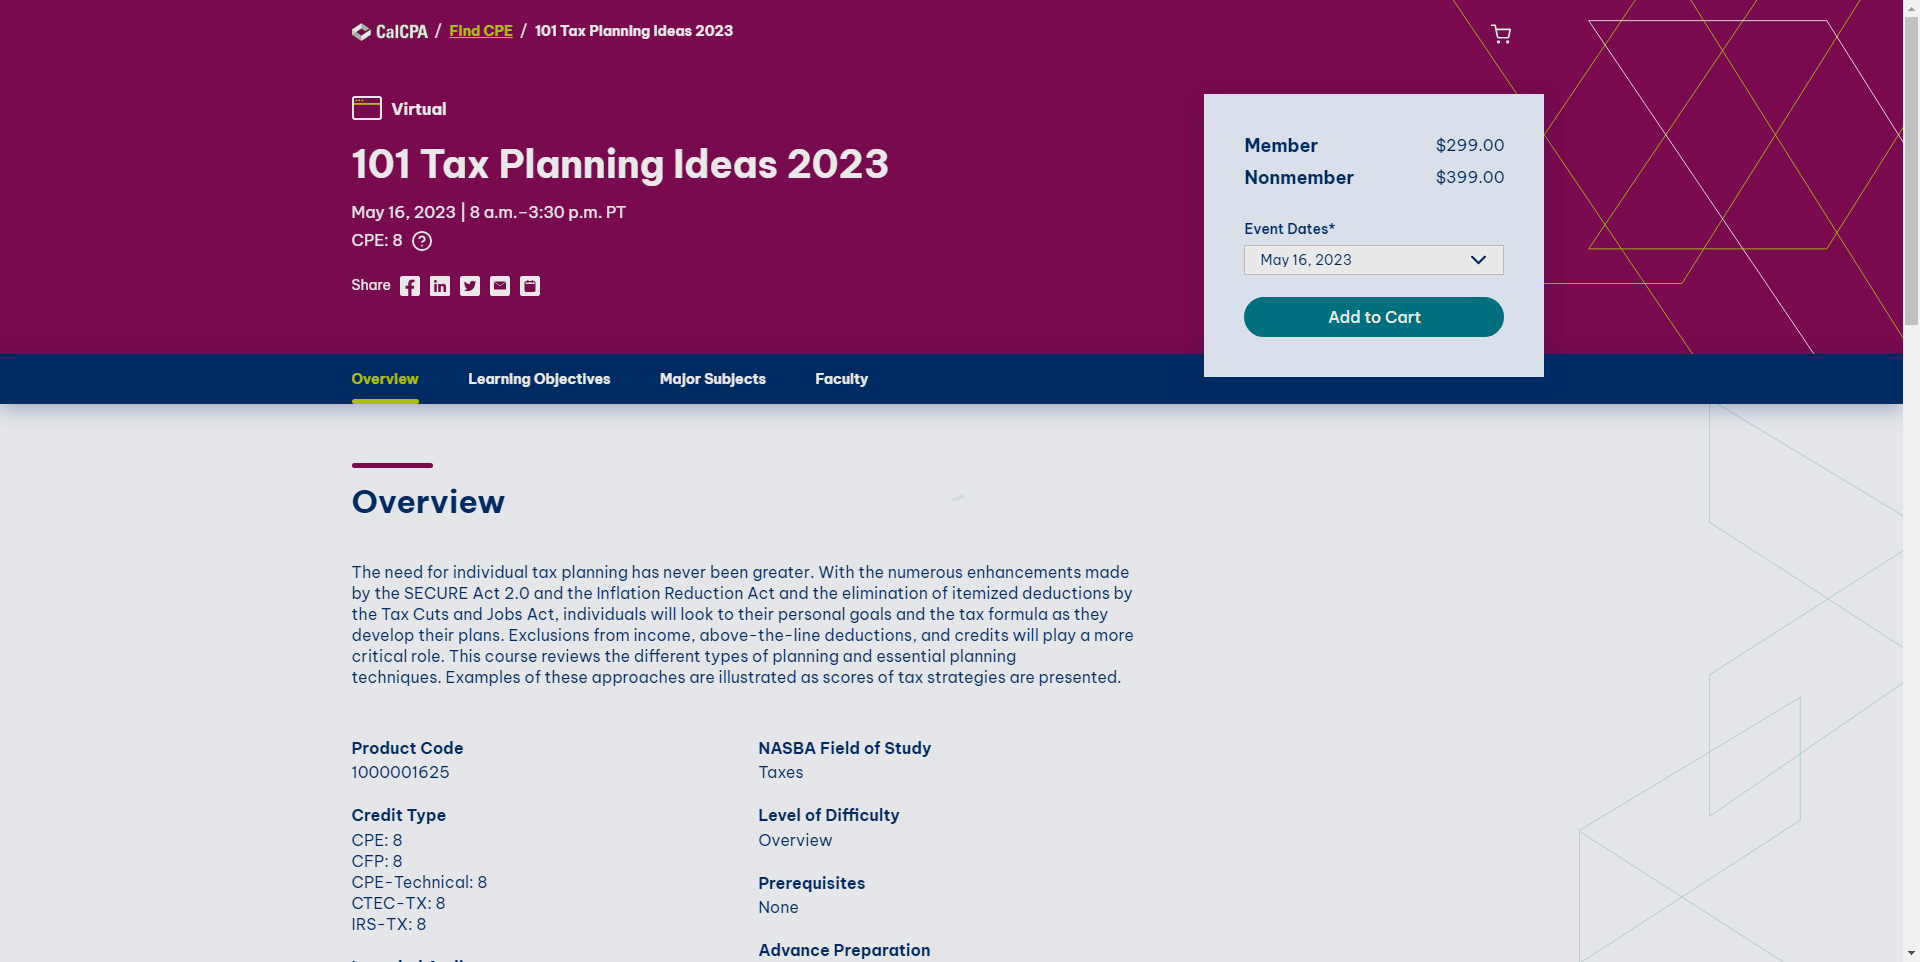 CalCPA / Find CPE / 101 Tax Planning Ideas 2023
Virtual
101 Tax Planning Ideas 2023
May 16, 2023 | 8 a.m.–3:30 p.m. PT
CPE: 8
Share
Member $299.00
Nonmember $399.00
Event Dates*
May 16, 2023
Add to Cart
Overview Learning Objectives Major Subjects Faculty
Overview
The need for individual tax planning has never been greater. With the numerous enhancements made
by the SECURE Act 2.0 and the Inflation Reduction Act and the elimination of itemized deductions by
the Tax Cuts and Jobs Act, individuals will look to their personal goals and the tax formula as they
develop their plans. Exclusions from income, above-the-line deductions, and credits will play a more
critical role. This course reviews the different types of planning and essential planning
techniques. Examples of these approaches are illustrated as scores of tax strategies are presented.
Product Code
1000001625
Credit Type
CPE: 8
CFP: 8
CPE-Technical: 8
CTEC-TX: 8
IRS-TX: 8
NASBA Field of Study
Taxes
Level of Difficulty
Overview
Prerequisites
None
Advance Preparation